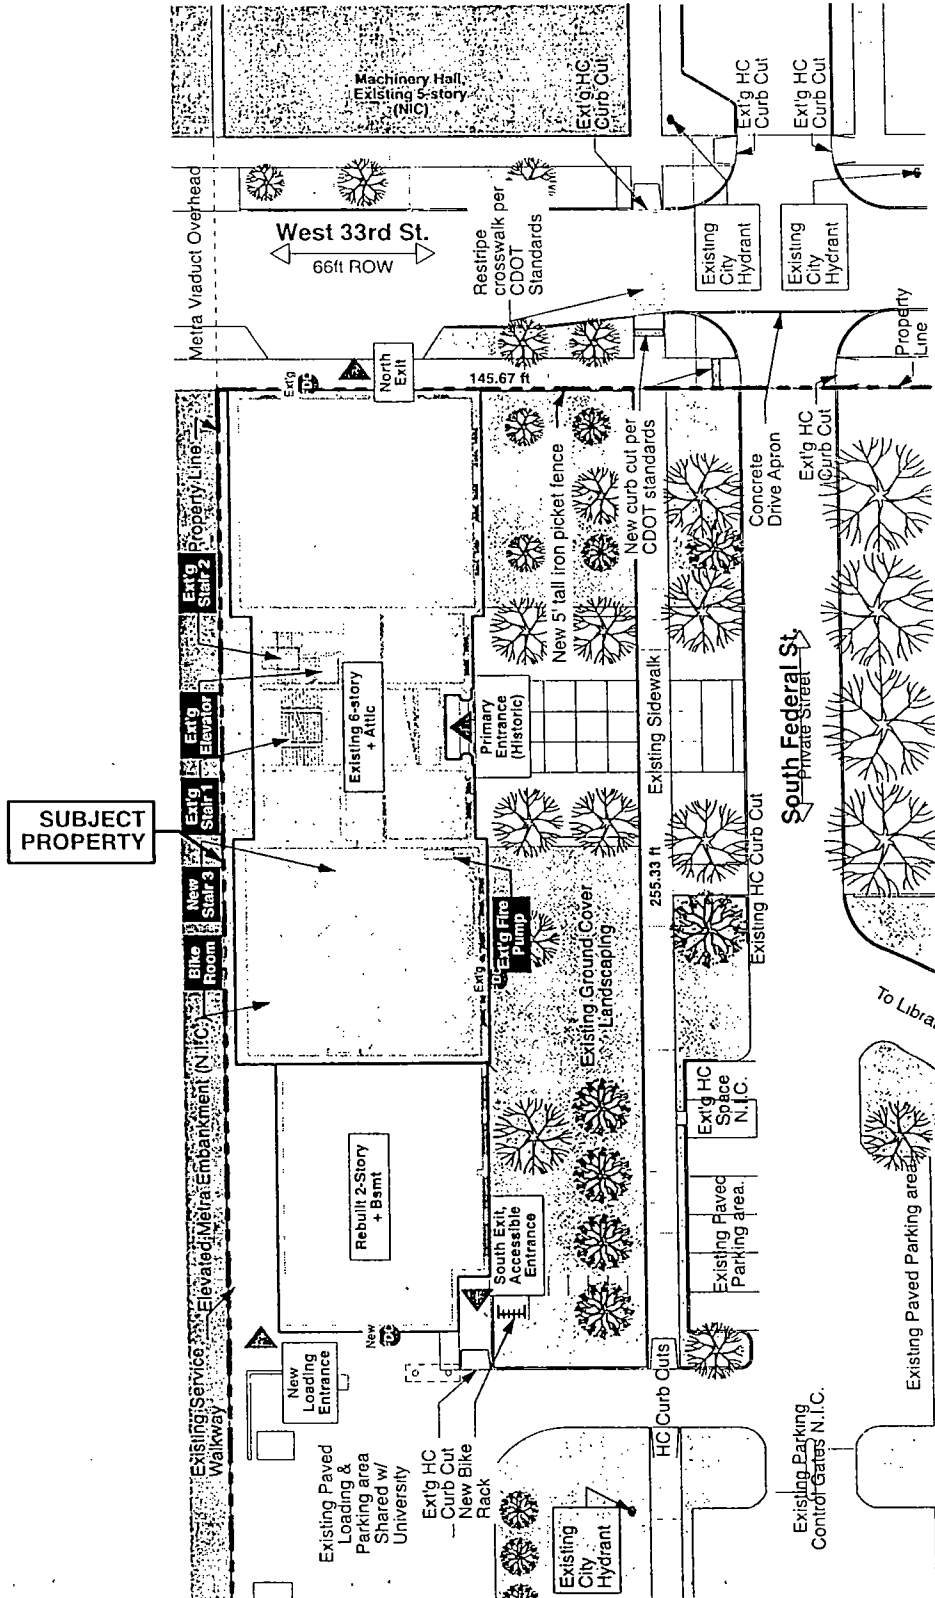 Machinery Hall,
Existing 5-story
(NIC)
Ext'g HC
Curb Cut
Ext'g HC
Curb Cut
Ext'g HC
Curb Cut
Metra Viaduct Overhead
West 33rd St.
66ft ROW
Restripe
crosswalk per
CDOT
Standards
Existing
City
Hydrant
Existing
City
Hydrant
Property
Line
Ext'g
North
Exit
145.67 ft
Property Line
New 5' tall iron picket fence
New curb cut per
CDOT standards
Concrete
Drive Apron
Ext'g HC
Curb Cut
Ext'g
Stair 2
Ext'g
Elevator
Ext'g
Stair 1
New
Stair 3
Bike
Room
SUBJECT
PROPERTY
Existing 6-story
+ Attic
Primary
Entrance
(Historic)
Existing Sidewalk
255.33 ft
South Federal St.
Private Street
Existing HC Curb Cut
Ext'g
Ext'g Fire
Pump
Existing Ground Cover
Landscaping
To Libra
Elevated Metra Embankment (N.I.C.)
Rebuilt 2-Story
+ Bsmt
Ext'g HC
Space
N.I.C.
South Exit,
Accessible
Entrance
Existing Paved
Parking area.
Existing Paved Parking area
Existing Service
Walkway
New
New
Loading
Entrance
Existing Paved
Loading &
Parking area
Shared w/
University
Ext'g HC
Curb Cut
New Bike
Rack
HC Curb Cuts
Existing
City
Hydrant
Existing Parking
Control Gates N.I.C.